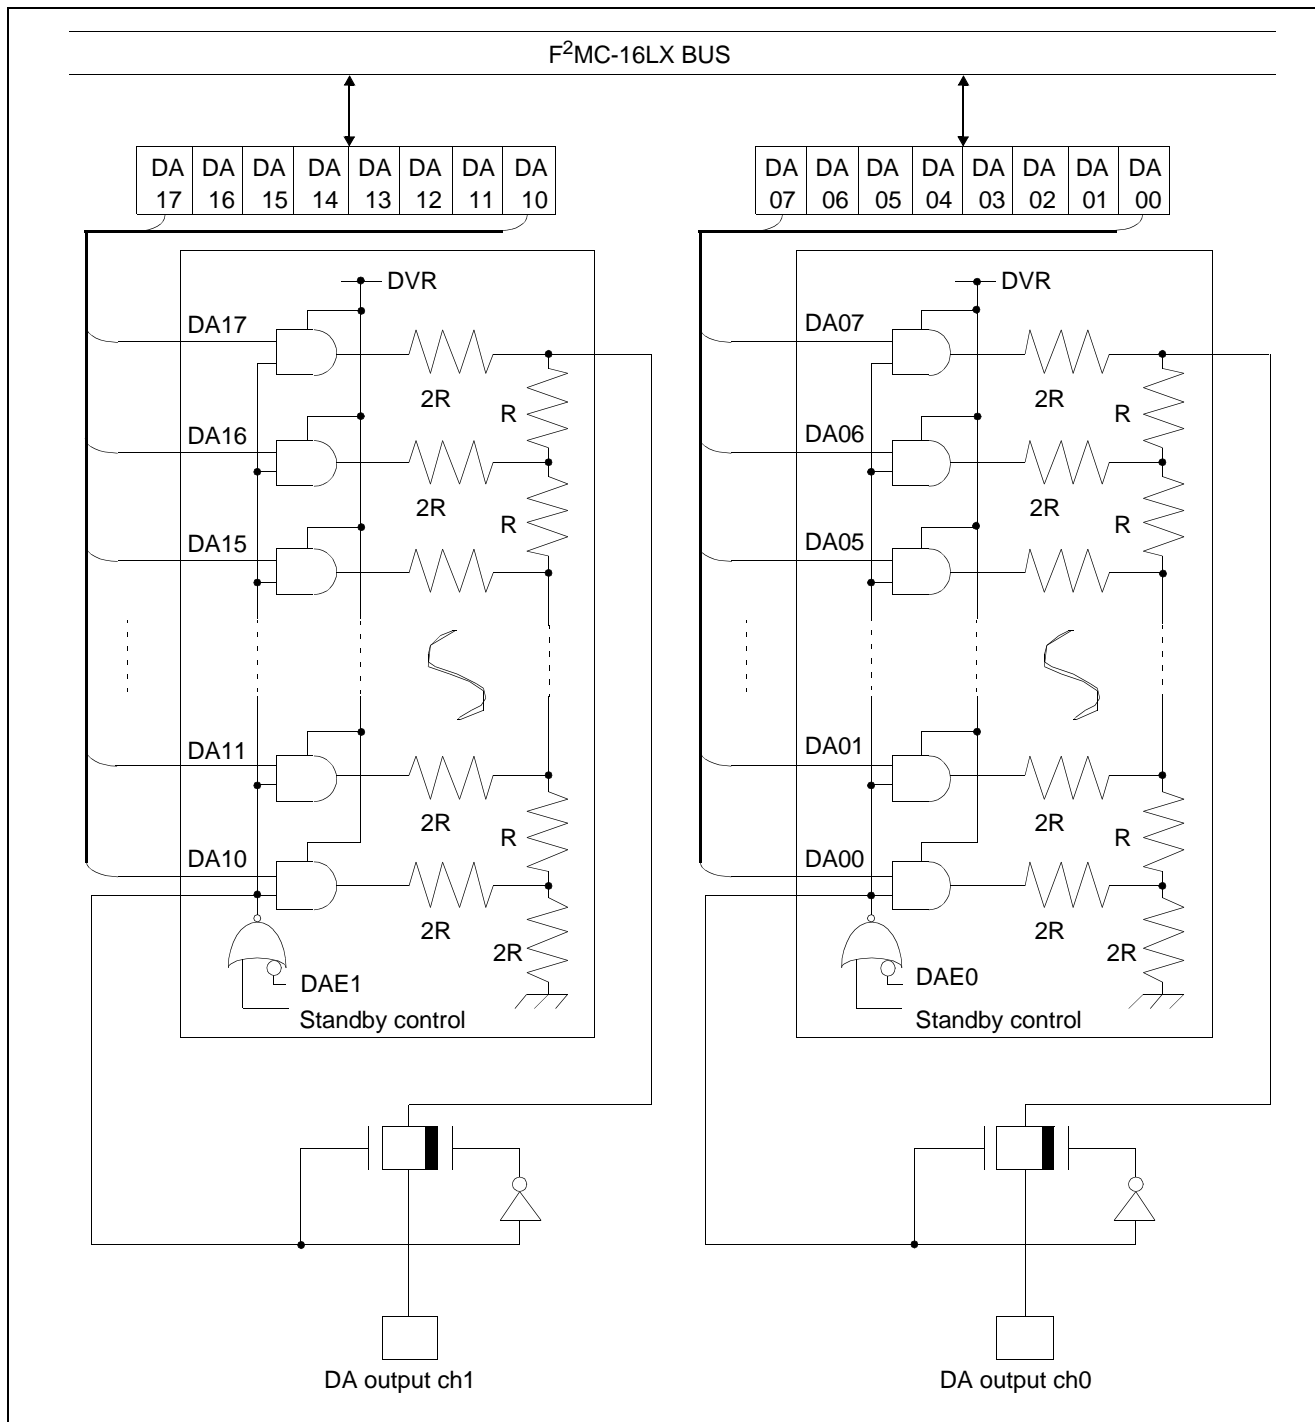 F²MC-16LX BUS
DA DA DA DA DA DA DA DA
17 16 15 14 13 12 11 10
DA DA DA DA DA DA DA DA
07 06 05 04 03 02 01 00
DVR
DA17
2R
R
DA16
2R
R
DA15
DA11
2R
R
DA10
2R
2R
DAE1
Standby control
DA output ch1
DVR
DA07
2R
R
DA06
2R
R
DA05
DA01
2R
R
DA00
2R
2R
DAE0
Standby control
DA output ch0